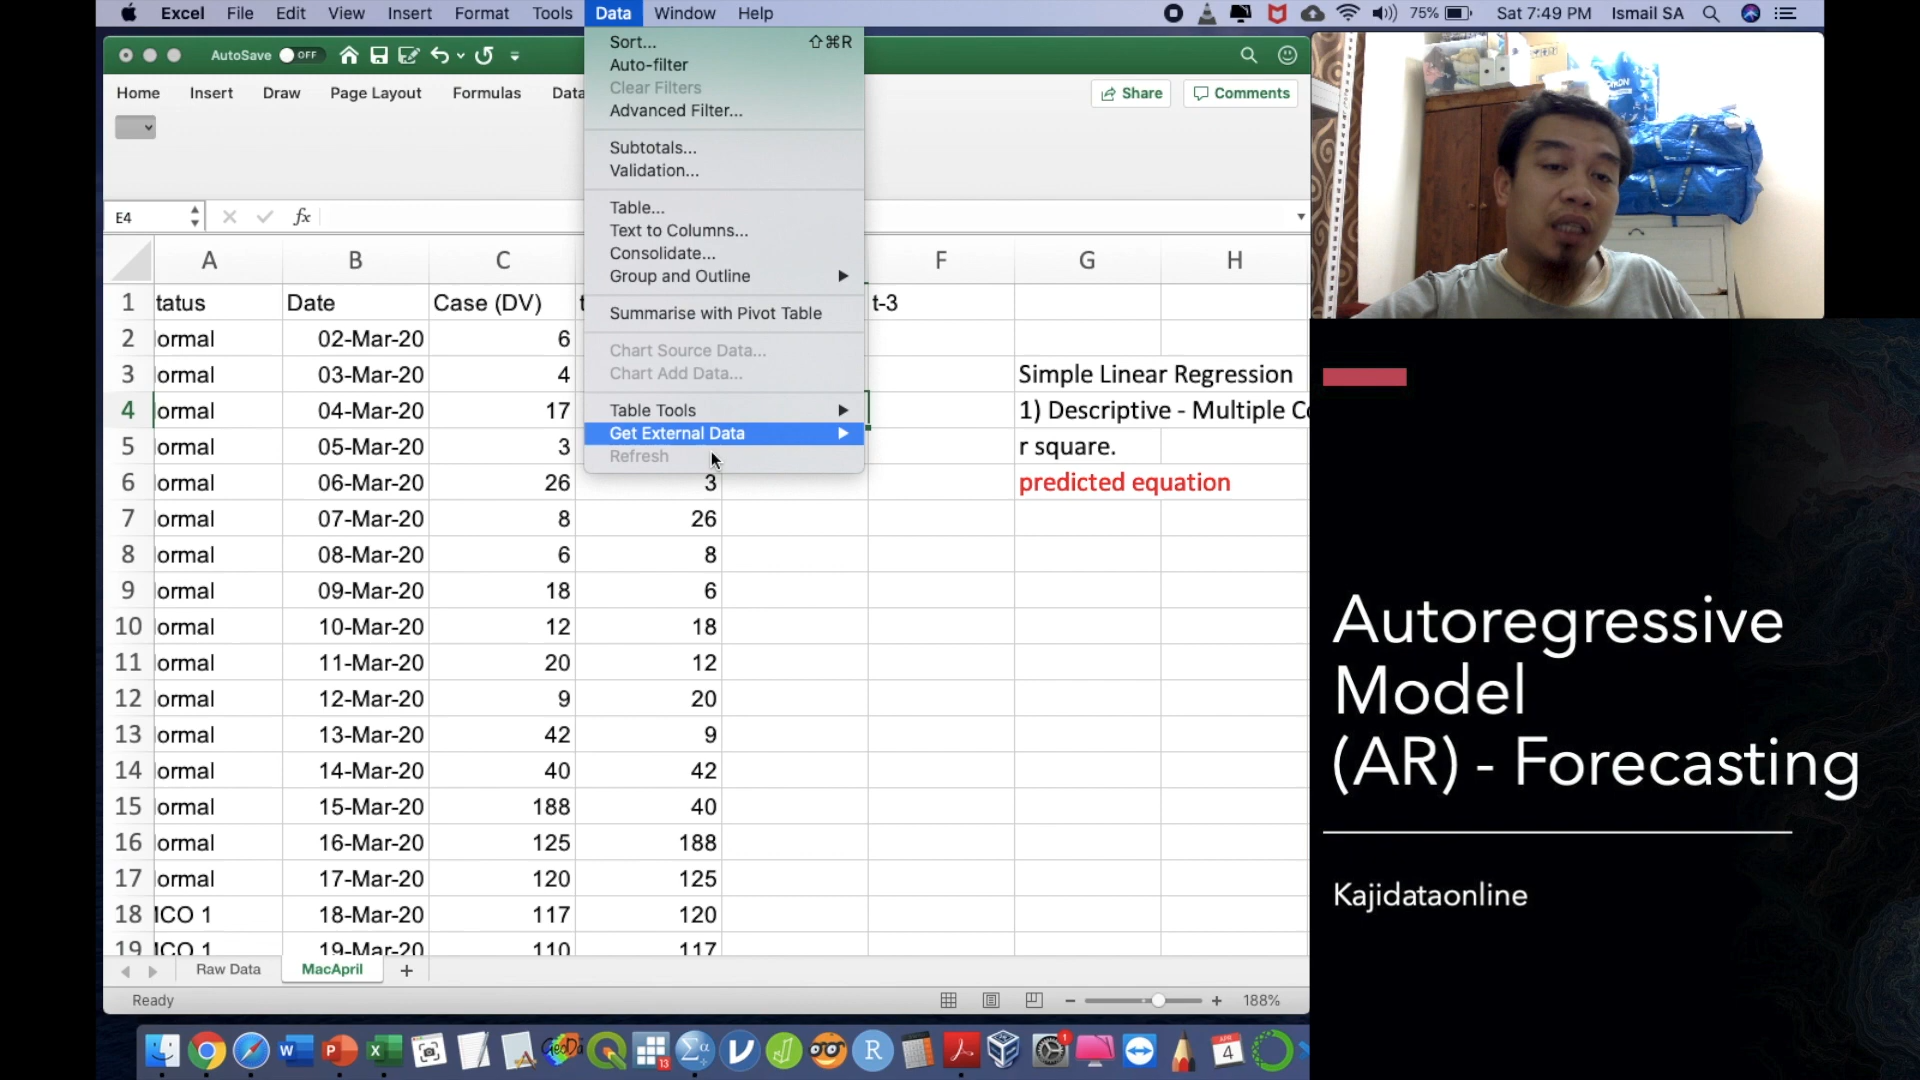 Excel File Edit View Insert Format Tools Data Window Help 75% Sat 7:49 PM Ismail SA
AutoSave OFF
Home Insert Draw Page Layout Formulas Data Share Comments
Sort... ⇧⌘R
Auto-filter
Clear Filters
Advanced Filter...
Subtotals...
Validation...
Table...
Text to Columns...
Consolidate...
Group and Outline
Summarise with Pivot Table
Chart Source Data...
Chart Add Data...
Table Tools
Get External Data
Refresh
E4 fx
A B C F G H
1 tatus Date Case (DV) t-3
2 ormal 02-Mar-20 6
3 ormal 03-Mar-20 4 Simple Linear Regression
4 ormal 04-Mar-20 17 1) Descriptive - Multiple Co
5 ormal 05-Mar-20 3 r square.
6 ormal 06-Mar-20 26 3 predicted equation
7 ormal 07-Mar-20 8 26
8 ormal 08-Mar-20 6 8
9 ormal 09-Mar-20 18 6
10 ormal 10-Mar-20 12 18
11 ormal 11-Mar-20 20 12
12 ormal 12-Mar-20 9 20
13 ormal 13-Mar-20 42 9
14 ormal 14-Mar-20 40 42
15 ormal 15-Mar-20 188 40
16 ormal 16-Mar-20 125 188
17 ormal 17-Mar-20 120 125
18 ICO 1 18-Mar-20 117 120
19 ICO 1 19-Mar-20 110 117
Raw Data MacApril +
Ready 188%
Autoregressive
Model
(AR) - Forecasting
Kajidataonline